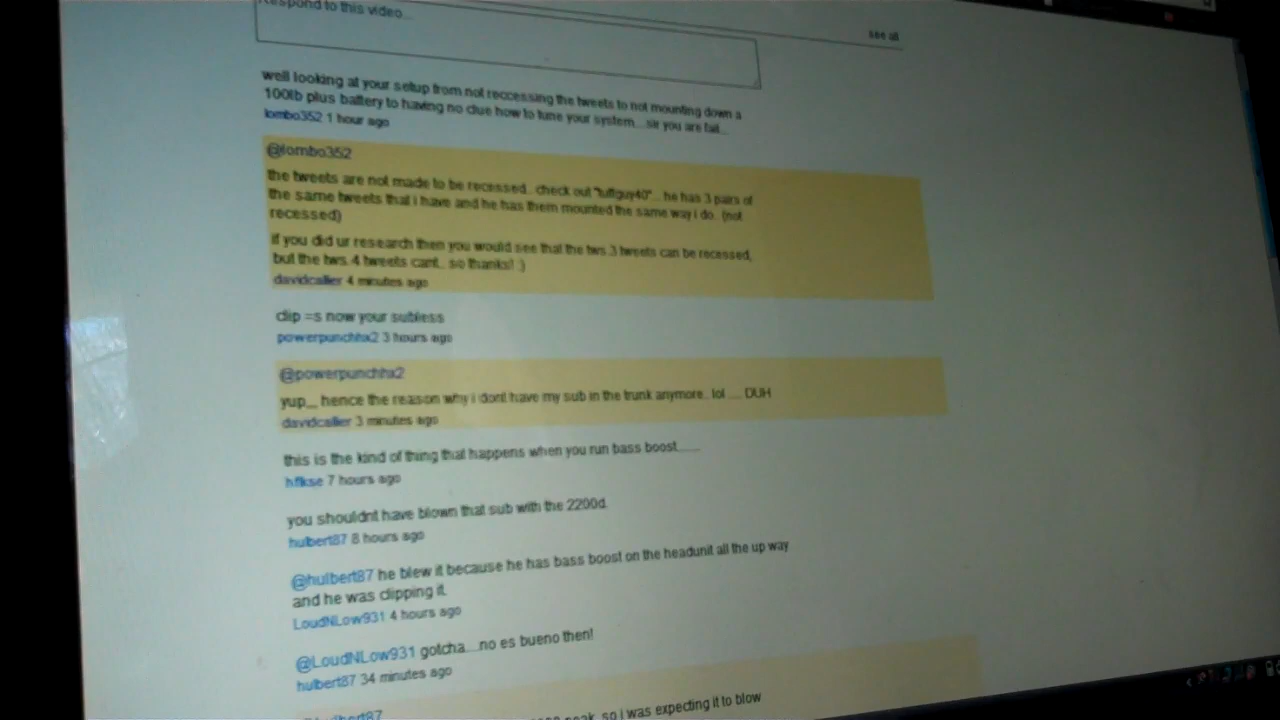 Respond to this video...
see all
well looking at your setup from not reccessing the tweets to not mounting down a
100lb plus battery to having no clue how to tune your system....sir you are fail...
lombo352 1 hour ago
@lombo352
the tweets are not made to be recessed.. check out "tuffguy40"... he has 3 pairs of
the same tweets that i have and he has them mounted the same way i do. (not
recessed)
if you did ur research then you would see that the tws.3 tweets can be recessed,
but the tws.4 tweets cant.. so thanks! :)
davidcallier 4 minutes ago
clip =s now your subless
powerpunchhx2 3 hours ago
@powerpunchhx2
yup,,, hence the reason why i dont have my sub in the trunk anymore.. lol .... DUH
davidcallier 3 minutes ago
this is the kind of thing that happens when you run bass boost.......
hflkse 7 hours ago
you shouldnt have blown that sub with the 2200d.
hulbert87 8 hours ago
@hulbert87 he blew it because he has bass boost on the headunit all the up way
and he was clipping it.
LoudNLow931 4 hours ago
@LoudNLow931 gotcha....no es bueno then!
hulbert87 34 minutes ago
@hulbert87
so i was expecting it to blow